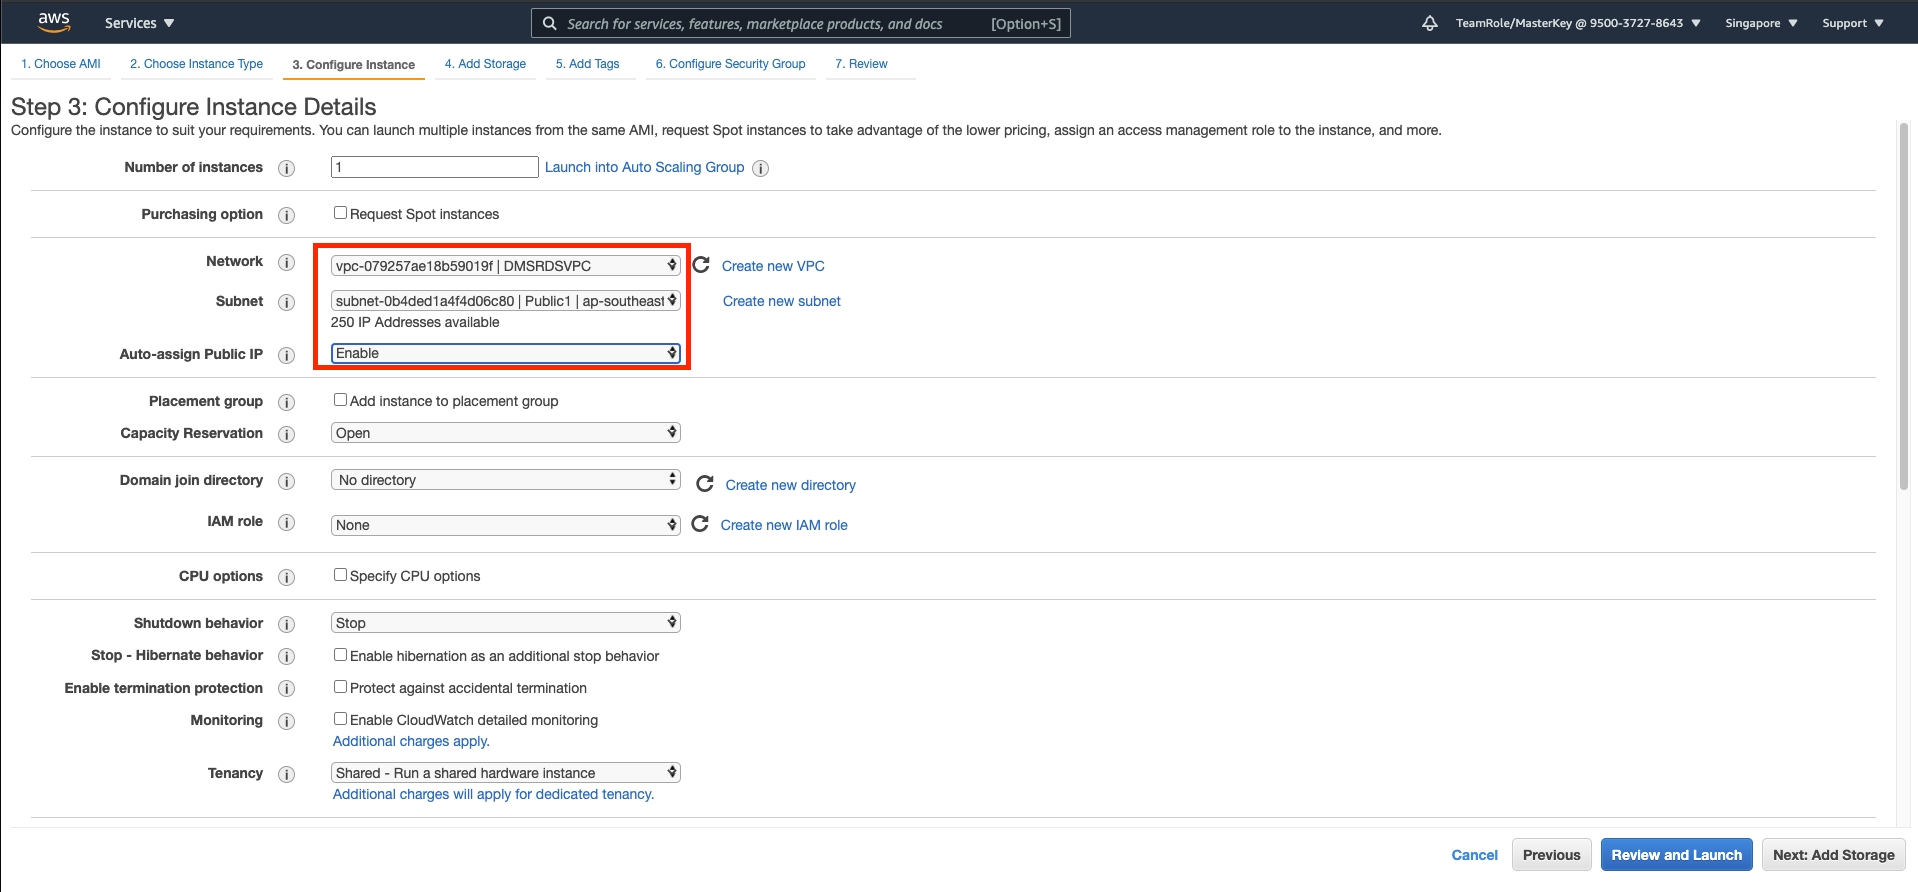 aws Services Search for services, features, marketplace products, and docs [Option+S] TeamRole/MasterKey @ 9500-3727-8643 Singapore Support
1. Choose AMI 2. Choose Instance Type 3. Configure Instance 4. Add Storage 5. Add Tags 6. Configure Security Group 7. Review
Step 3: Configure Instance Details
Configure the instance to suit your requirements. You can launch multiple instances from the same AMI, request Spot instances to take advantage of the lower pricing, assign an access management role to the instance, and more.
Number of instances i 1 Launch into Auto Scaling Group i
Purchasing option i Request Spot instances
Network i vpc-079257ae18b59019f | DMSRDSVPC Create new VPC
Subnet i subnet-0b4ded1a4f4d06c80 | Public1 | ap-southeast Create new subnet
250 IP Addresses available
Auto-assign Public IP i Enable
Placement group i Add instance to placement group
Capacity Reservation i Open
Domain join directory i No directory Create new directory
IAM role i None Create new IAM role
CPU options i Specify CPU options
Shutdown behavior i Stop
Stop - Hibernate behavior i Enable hibernation as an additional stop behavior
Enable termination protection i Protect against accidental termination
Monitoring i Enable CloudWatch detailed monitoring
Additional charges apply.
Tenancy i Shared - Run a shared hardware instance
Additional charges will apply for dedicated tenancy.
Cancel Previous Review and Launch Next: Add Storage